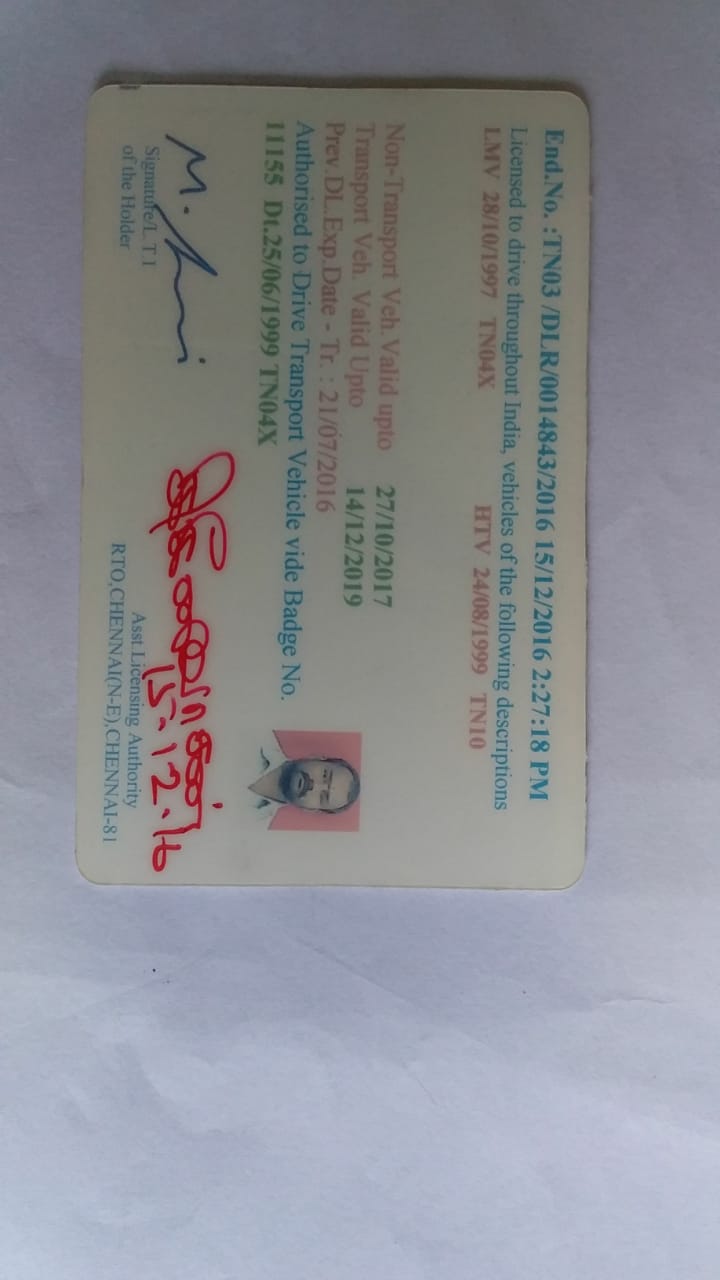 End.No. :TN03 /DLR/0014843/2016 15/12/2016 2:27:18 PM
Licensed to drive throughout India, vehicles of the following descriptions
LMV 28/10/1997 TN04X HTV 24/08/1999 TN10
Non-Transport Veh.Valid upto 27/10/2017
Transport Veh. Valid Upto 14/12/2019
Prev.DL.Exp.Date - Tr. : 21/07/2016
Authorised to Drive Transport Vehicle vide Badge No.
11155 Dt.25/06/1999 TN04X
M.
15-12-16
Signature/L.T.I
of the Holder
Asst.Licensing Authority
RTO,CHENNAI(N-E),CHENNAI-81